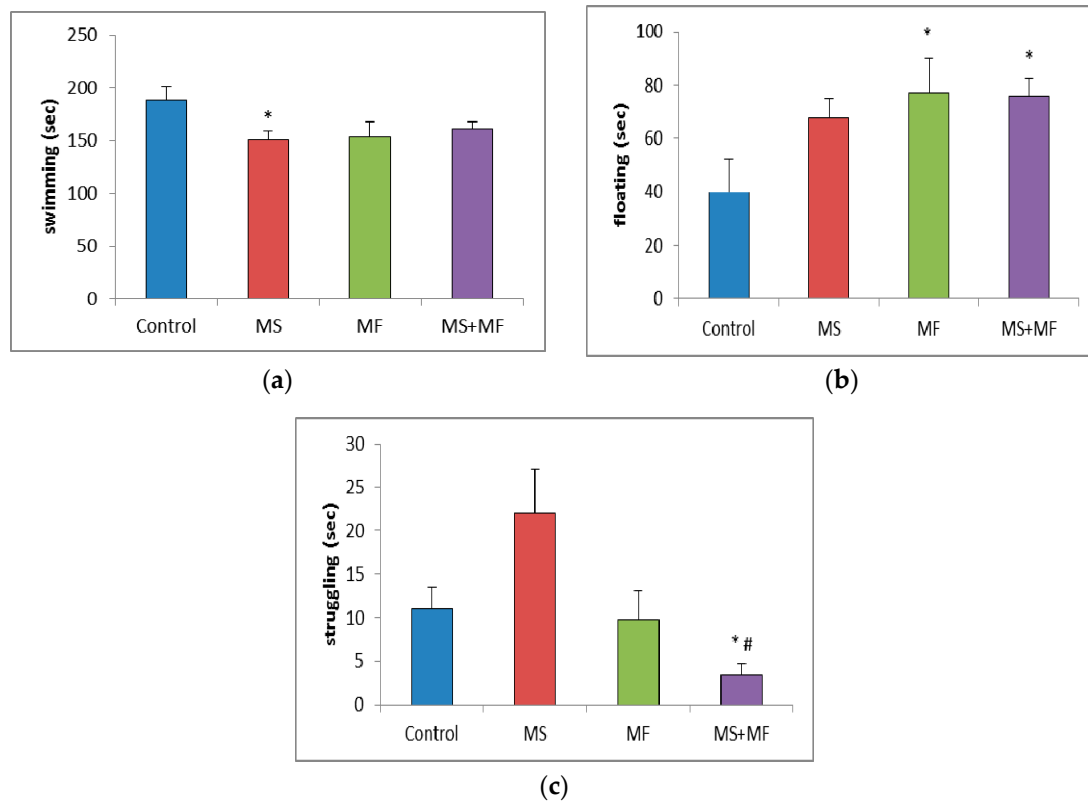 250
200
150
100
50
0
swimming (sec)
*
Control MS MF MS+MF
(a)
100
80
60
40
20
0
floating (sec)
* *
Control MS MF MS+MF
(b)
30
25
20
15
10
5
0
struggling (sec)
* #
Control MS MF MS+MF
(c)